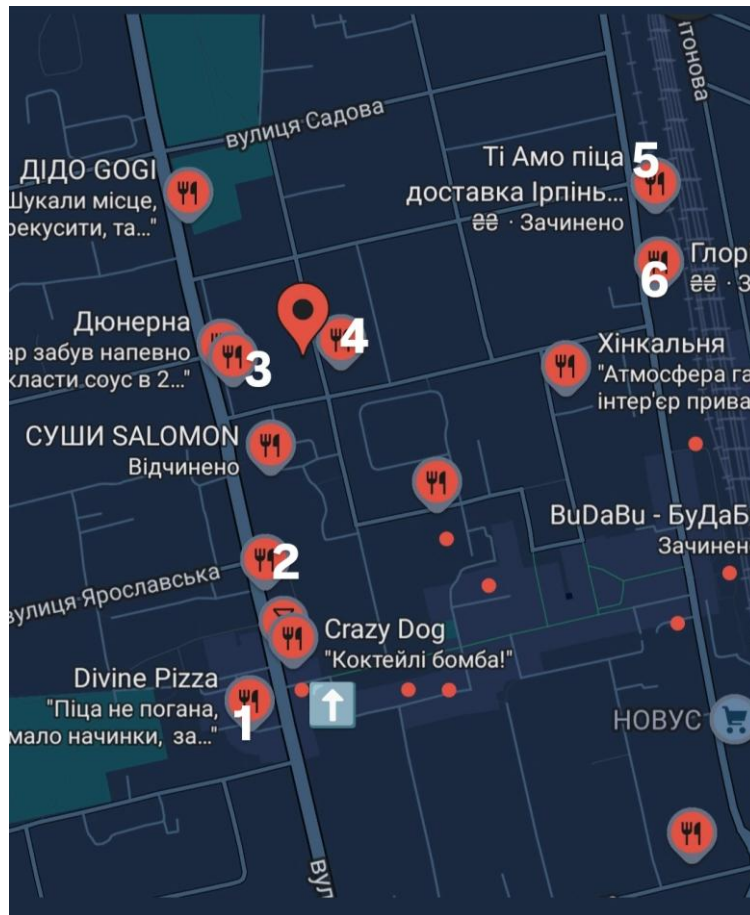 тонова
вулиця Садова
ДІДО GOGI
Шукали місце,
рекусити, та..."
Ті Амо піца
доставка Ірпінь...
₴₴ · Зачинено
5
Глор
₴₴ · З
6
Дюнерна
ар забув напевно
класти соус в 2..."
3
4
Хінкальня
"Атмосфера га
інтер'єр прива
СУШИ SALOMON
Відчинено
BuDaBu - БуДаБ
Зачинен
2
вулиця Ярославська
Crazy Dog
"Коктейлі бомба!"
Divine Pizza
"Піца не погана,
мало начинки, за..."
1
НОВУС
Вул